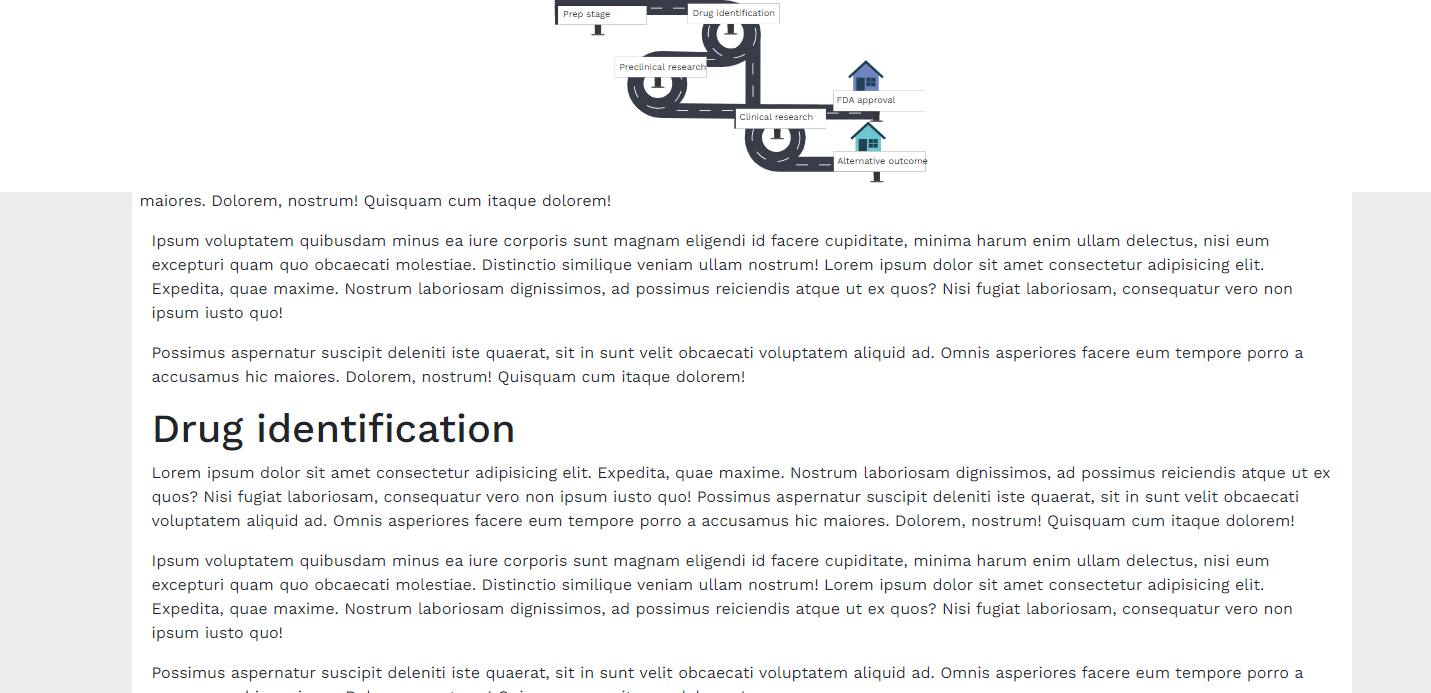 Prep stage
Drug identification
Preclinical research
FDA approval
Clinical research
Alternative outcome
maiores. Dolorem, nostrum! Quisquam cum itaque dolorem!
Ipsum voluptatem quibusdam minus ea iure corporis sunt magnam eligendi id facere cupiditate, minima harum enim ullam delectus, nisi eum
excepturi quam quo obcaecati molestiae. Distinctio similique veniam ullam nostrum! Lorem ipsum dolor sit amet consectetur adipisicing elit.
Expedita, quae maxime. Nostrum laboriosam dignissimos, ad possimus reiciendis atque ut ex quos? Nisi fugiat laboriosam, consequatur vero non
ipsum iusto quo!
Possimus aspernatur suscipit deleniti iste quaerat, sit in sunt velit obcaecati voluptatem aliquid ad. Omnis asperiores facere eum tempore porro a
accusamus hic maiores. Dolorem, nostrum! Quisquam cum itaque dolorem!
Drug identification
Lorem ipsum dolor sit amet consectetur adipisicing elit. Expedita, quae maxime. Nostrum laboriosam dignissimos, ad possimus reiciendis atque ut ex
quos? Nisi fugiat laboriosam, consequatur vero non ipsum iusto quo! Possimus aspernatur suscipit deleniti iste quaerat, sit in sunt velit obcaecati
voluptatem aliquid ad. Omnis asperiores facere eum tempore porro a accusamus hic maiores. Dolorem, nostrum! Quisquam cum itaque dolorem!
Ipsum voluptatem quibusdam minus ea iure corporis sunt magnam eligendi id facere cupiditate, minima harum enim ullam delectus, nisi eum
excepturi quam quo obcaecati molestiae. Distinctio similique veniam ullam nostrum! Lorem ipsum dolor sit amet consectetur adipisicing elit.
Expedita, quae maxime. Nostrum laboriosam dignissimos, ad possimus reiciendis atque ut ex quos? Nisi fugiat laboriosam, consequatur vero non
ipsum iusto quo!
Possimus aspernatur suscipit deleniti iste quaerat, sit in sunt velit obcaecati voluptatem aliquid ad. Omnis asperiores facere eum tempore porro a